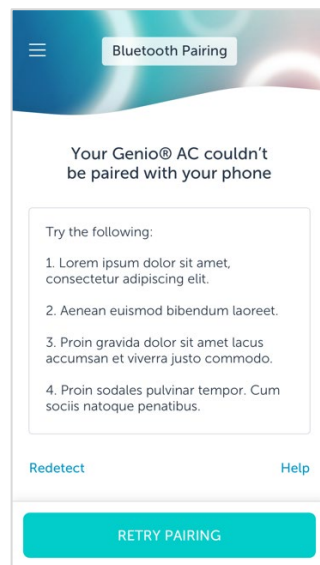 Bluetooth Pairing
Your Genio® AC couldn't
be paired with your phone
Try the following:
1. Lorem ipsum dolor sit amet,
consectetur adipiscing elit.
2. Aenean euismod bibendum laoreet.
3. Proin gravida dolor sit amet lacus
accumsan et viverra justo commodo.
4. Proin sodales pulvinar tempor. Cum
sociis natoque penatibus.
Redetect Help
RETRY PAIRING